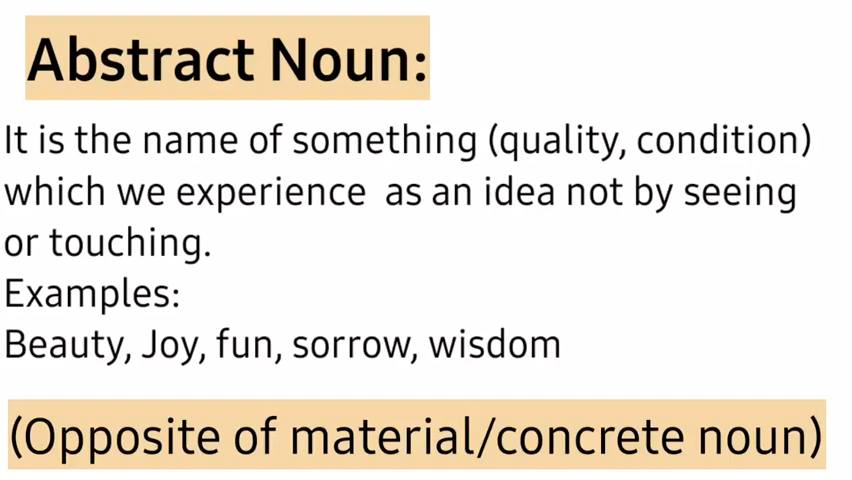 Abstract Noun:
It is the name of something (quality, condition)
which we experience as an idea not by seeing
or touching.
Examples:
Beauty, Joy, fun, sorrow, wisdom
(Opposite of material/concrete noun)